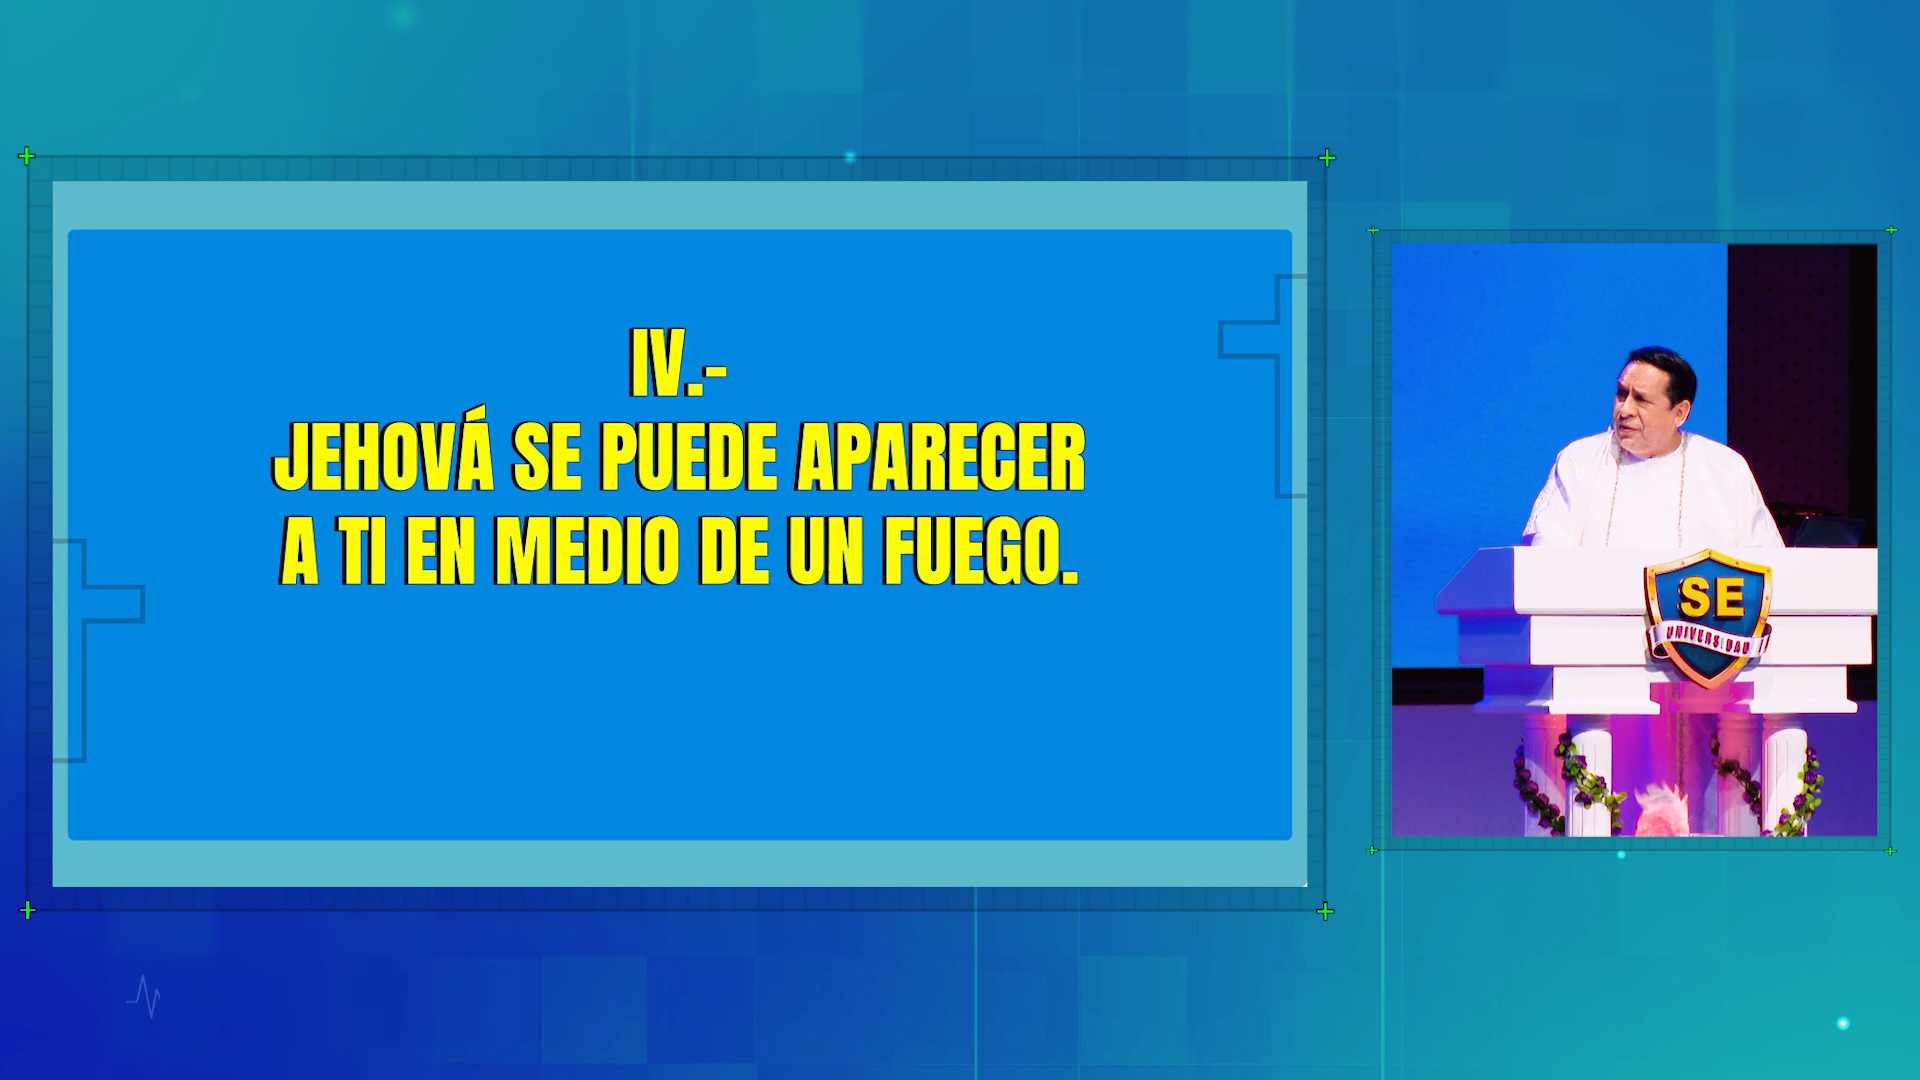 IV.-
JEHOVÁ SE PUEDE APARECER
A TI EN MEDIO DE UN FUEGO.
SE
UNIVERSIDAD